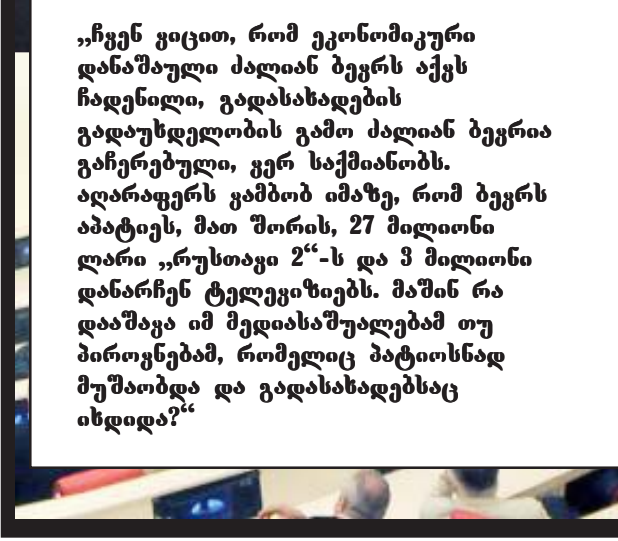 „ჩვენ ვიცით, რომ ეკონომიკური
დანაშაული ძალიან ბევრს აქვს
ჩადენილი, გადასახადების
გადაუხდელობის გამო ძალიან ბევრია
გაჩერებული, ვერ საქმიანობს.
აღარაფერს ვამბობ იმაზე, რომ ბევრს
აპატიეს, მათ შორის, 27 მილიონი
ლარი „რუსთავი 2“-ს და 3 მილიონი
დანარჩენ ტელევიზიებს. მაშინ რა
დააშავა იმ მედიასაშუალებამ თუ
პიროვნებამ, რომელიც პატიოსნად
მუშაობდა და გადასახადებსაც
იხდიდა?“